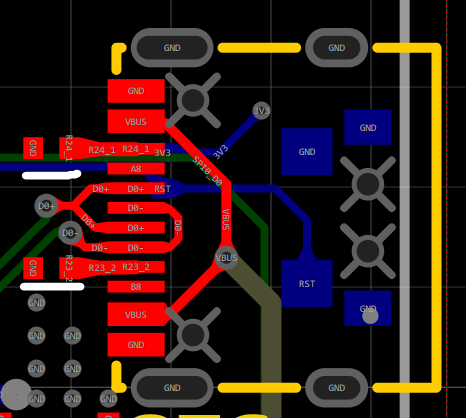 GND GND
GND
VBUS 3V3
GND
GND R24_1 R24_1 R24_1 3V3 3V3 GND
A8 SPI0_D0
D0+ D0+ RST
D0+ D0-
D0+ D0+ VBUS
D0- D0-
D0- D0-
GND R23_2 R23_2 R23_2 VBUS
B8 RST
GND VBUS GND
GND GND GND
GND GND
GND GND GND GND